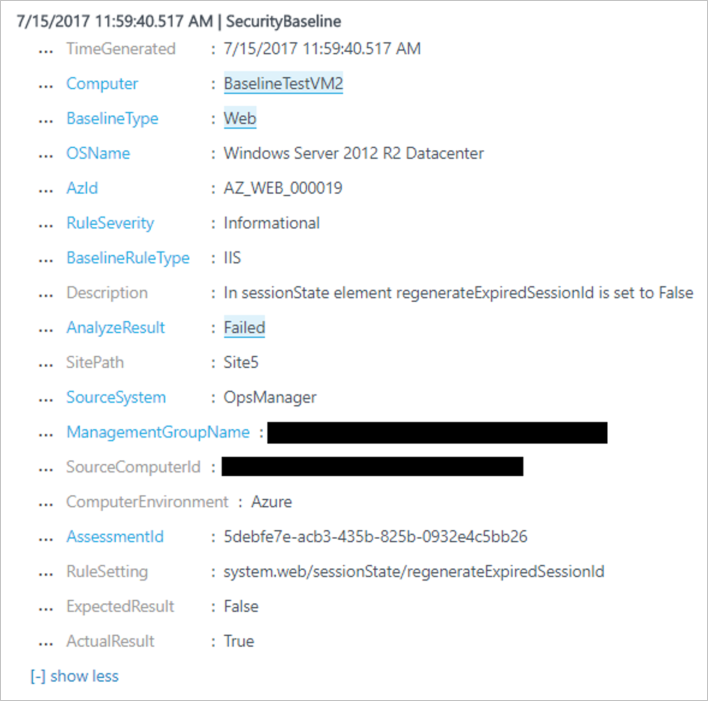 7/15/2017 11:59:40.517 AM | SecurityBaseline
... TimeGenerated : 7/15/2017 11:59:40.517 AM
... Computer : BaselineTestVM2
... BaselineType : Web
... OSName : Windows Server 2012 R2 Datacenter
... AzId : AZ_WEB_000019
... RuleSeverity : Informational
... BaselineRuleType : IIS
... Description : In sessionState element regenerateExpiredSessionId is set to False
... AnalyzeResult : Failed
... SitePath : Site5
... SourceSystem : OpsManager
... ManagementGroupName :
... SourceComputerId :
... ComputerEnvironment : Azure
... AssessmentId : 5debfe7e-acb3-435b-825b-0932e4c5bb26
... RuleSetting : system.web/sessionState/regenerateExpiredSessionId
... ExpectedResult : False
... ActualResult : True
[-] show less